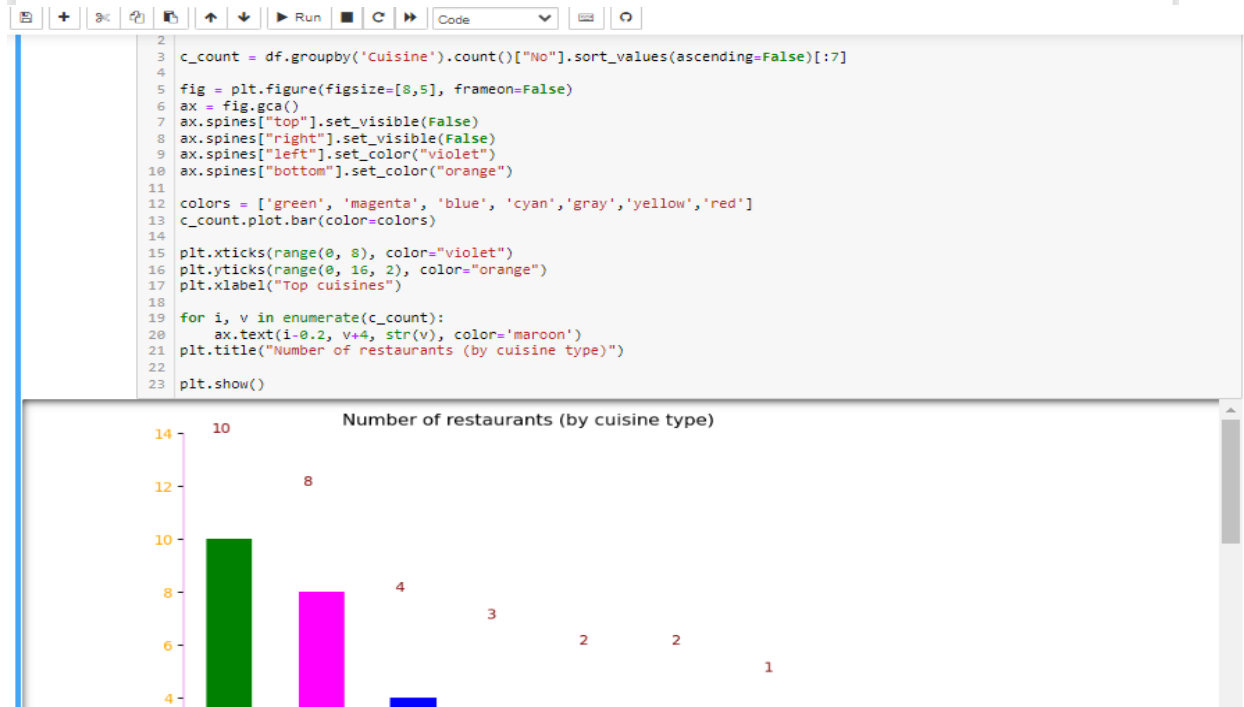 Run Code
2
3 c_count = df.groupby('Cuisine').count()["No"].sort_values(ascending=False)[:7]
4
5 fig = plt.figure(figsize=[8,5], frameon=False)
6 ax = fig.gca()
7 ax.spines["top"].set_visible(False)
8 ax.spines["right"].set_visible(False)
9 ax.spines["left"].set_color("violet")
10 ax.spines["bottom"].set_color("orange")
11
12 colors = ['green', 'magenta', 'blue', 'cyan','gray','yellow','red']
13 c_count.plot.bar(color=colors)
14
15 plt.xticks(range(0, 8), color="violet")
16 plt.yticks(range(0, 16, 2), color="orange")
17 plt.xlabel("Top cuisines")
18
19 for i, v in enumerate(c_count):
20     ax.text(i-0.2, v+4, str(v), color='maroon')
21 plt.title("Number of restaurants (by cuisine type)")
22
23 plt.show()
Number of restaurants (by cuisine type)
14 10
12 8
10
8 4
3
6 2 2
1
4